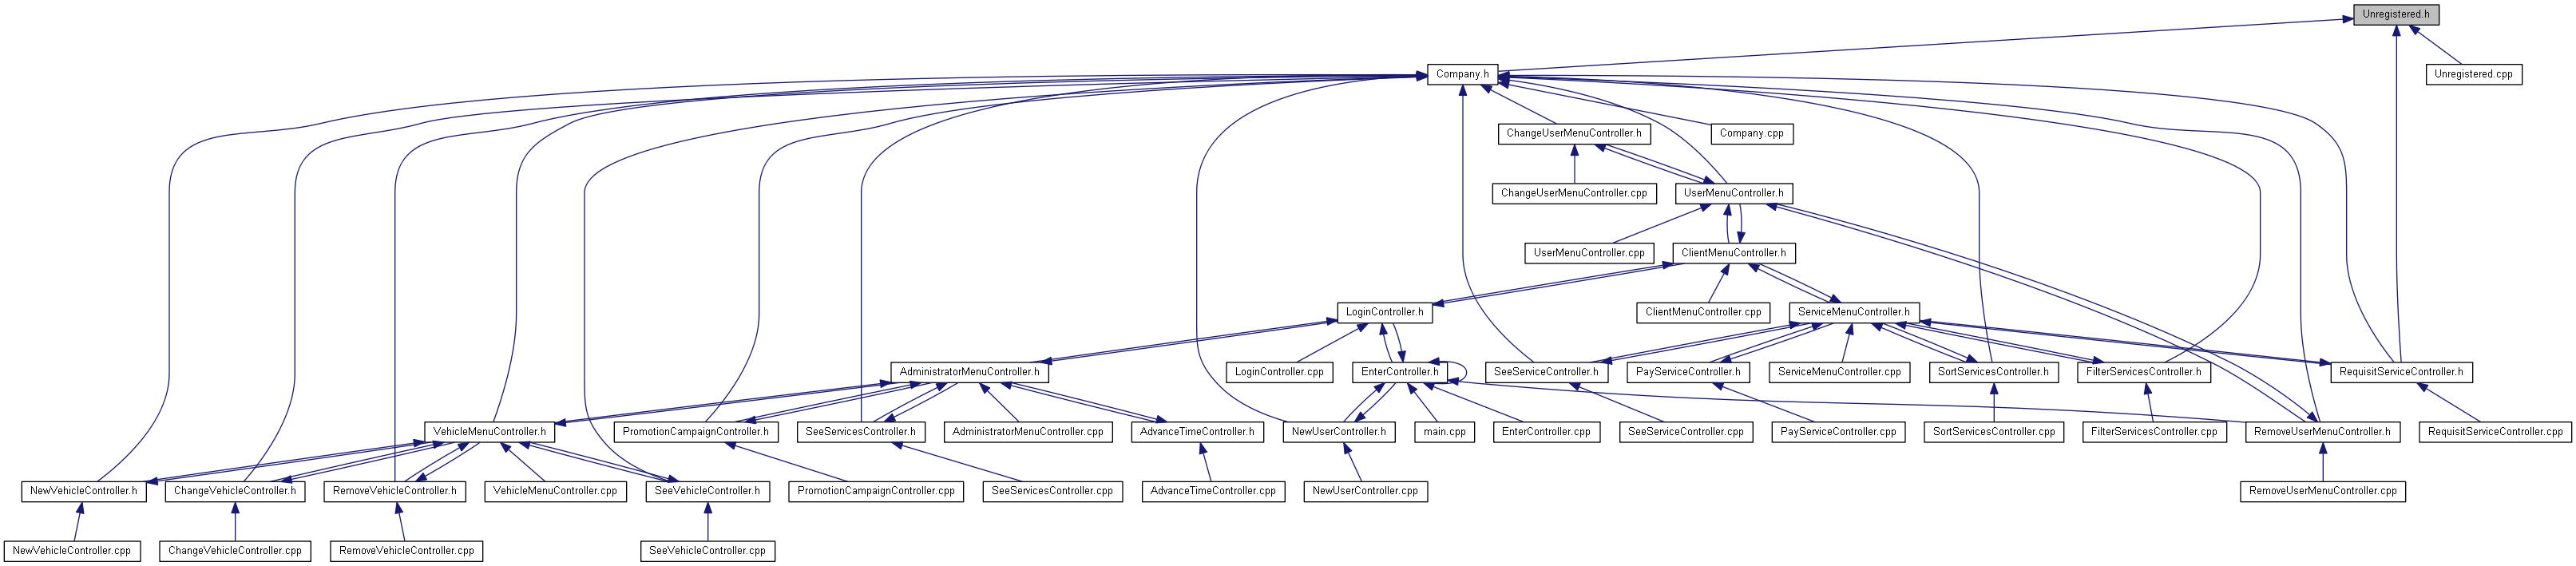 Unregistered.h
Company.h
Unregistered.cpp
ChangeUserMenuController.h
Company.cpp
ChangeUserMenuController.cpp
UserMenuController.h
UserMenuController.cpp
ClientMenuController.h
LoginController.h
ClientMenuController.cpp
ServiceMenuController.h
AdministratorMenuController.h
LoginController.cpp
EnterController.h
SeeServiceController.h
PayServiceController.h
ServiceMenuController.cpp
SortServicesController.h
FilterServicesController.h
RequisitServiceController.h
VehicleMenuController.h
PromotionCampaignController.h
SeeServicesController.h
AdministratorMenuController.cpp
AdvanceTimeController.h
NewUserController.h
main.cpp
EnterController.cpp
SeeServiceController.cpp
PayServiceController.cpp
SortServicesController.cpp
FilterServicesController.cpp
RemoveUserMenuController.h
RequisitServiceController.cpp
NewVehicleController.h
ChangeVehicleController.h
RemoveVehicleController.h
VehicleMenuController.cpp
SeeVehicleController.h
PromotionCampaignController.cpp
SeeServicesController.cpp
AdvanceTimeController.cpp
NewUserController.cpp
RemoveUserMenuController.cpp
NewVehicleController.cpp
ChangeVehicleController.cpp
RemoveVehicleController.cpp
SeeVehicleController.cpp